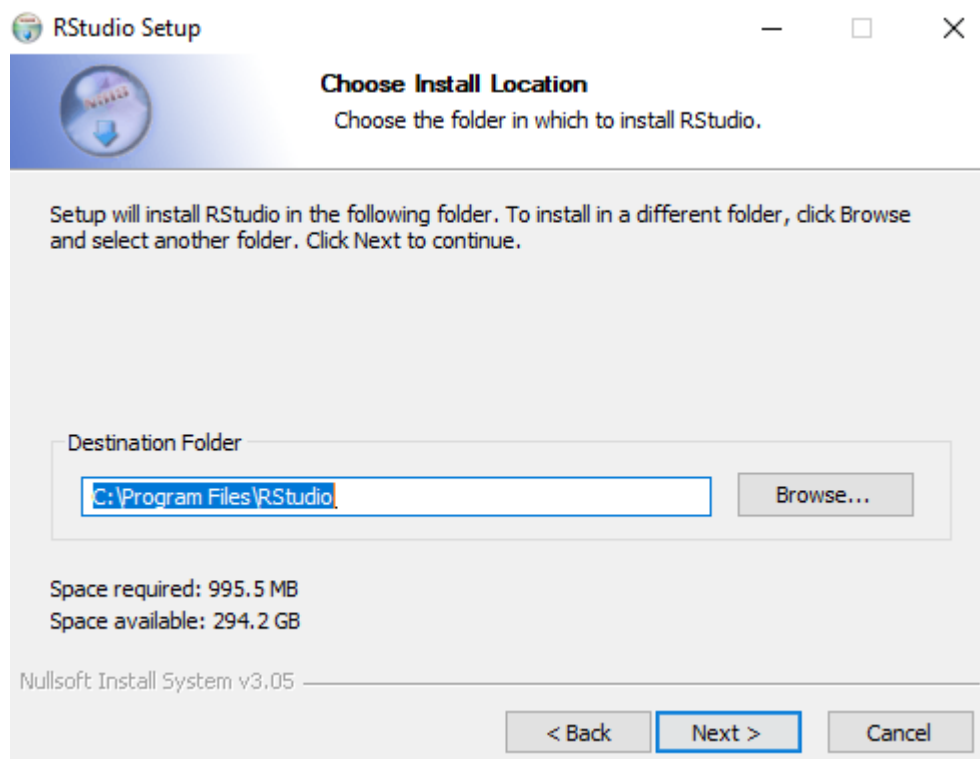 RStudio Setup
Choose Install Location
Choose the folder in which to install RStudio.
Setup will install RStudio in the following folder. To install in a different folder, click Browse
and select another folder. Click Next to continue.
Destination Folder
C:\Program Files\RStudio
Browse...
Space required: 995.5 MB
Space available: 294.2 GB
Nullsoft Install System v3.05
< Back
Next >
Cancel